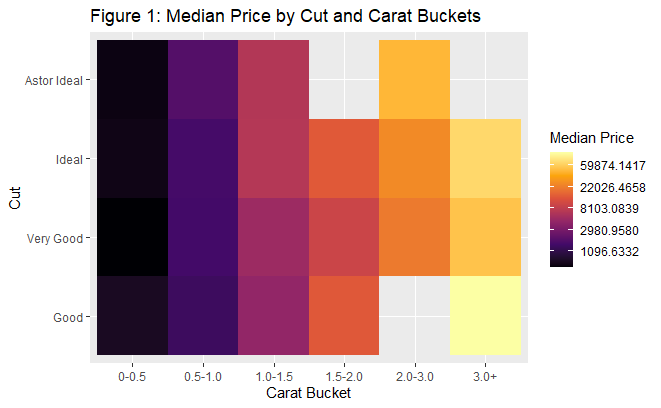 Figure 1: Median Price by Cut and Carat Buckets
Cut
Astor Ideal
Ideal
Very Good
Good
0-0.5 0.5-1.0 1.0-1.5 1.5-2.0 2.0-3.0 3.0+
Carat Bucket
Median Price
59874.1417
22026.4658
8103.0839
2980.9580
1096.6332